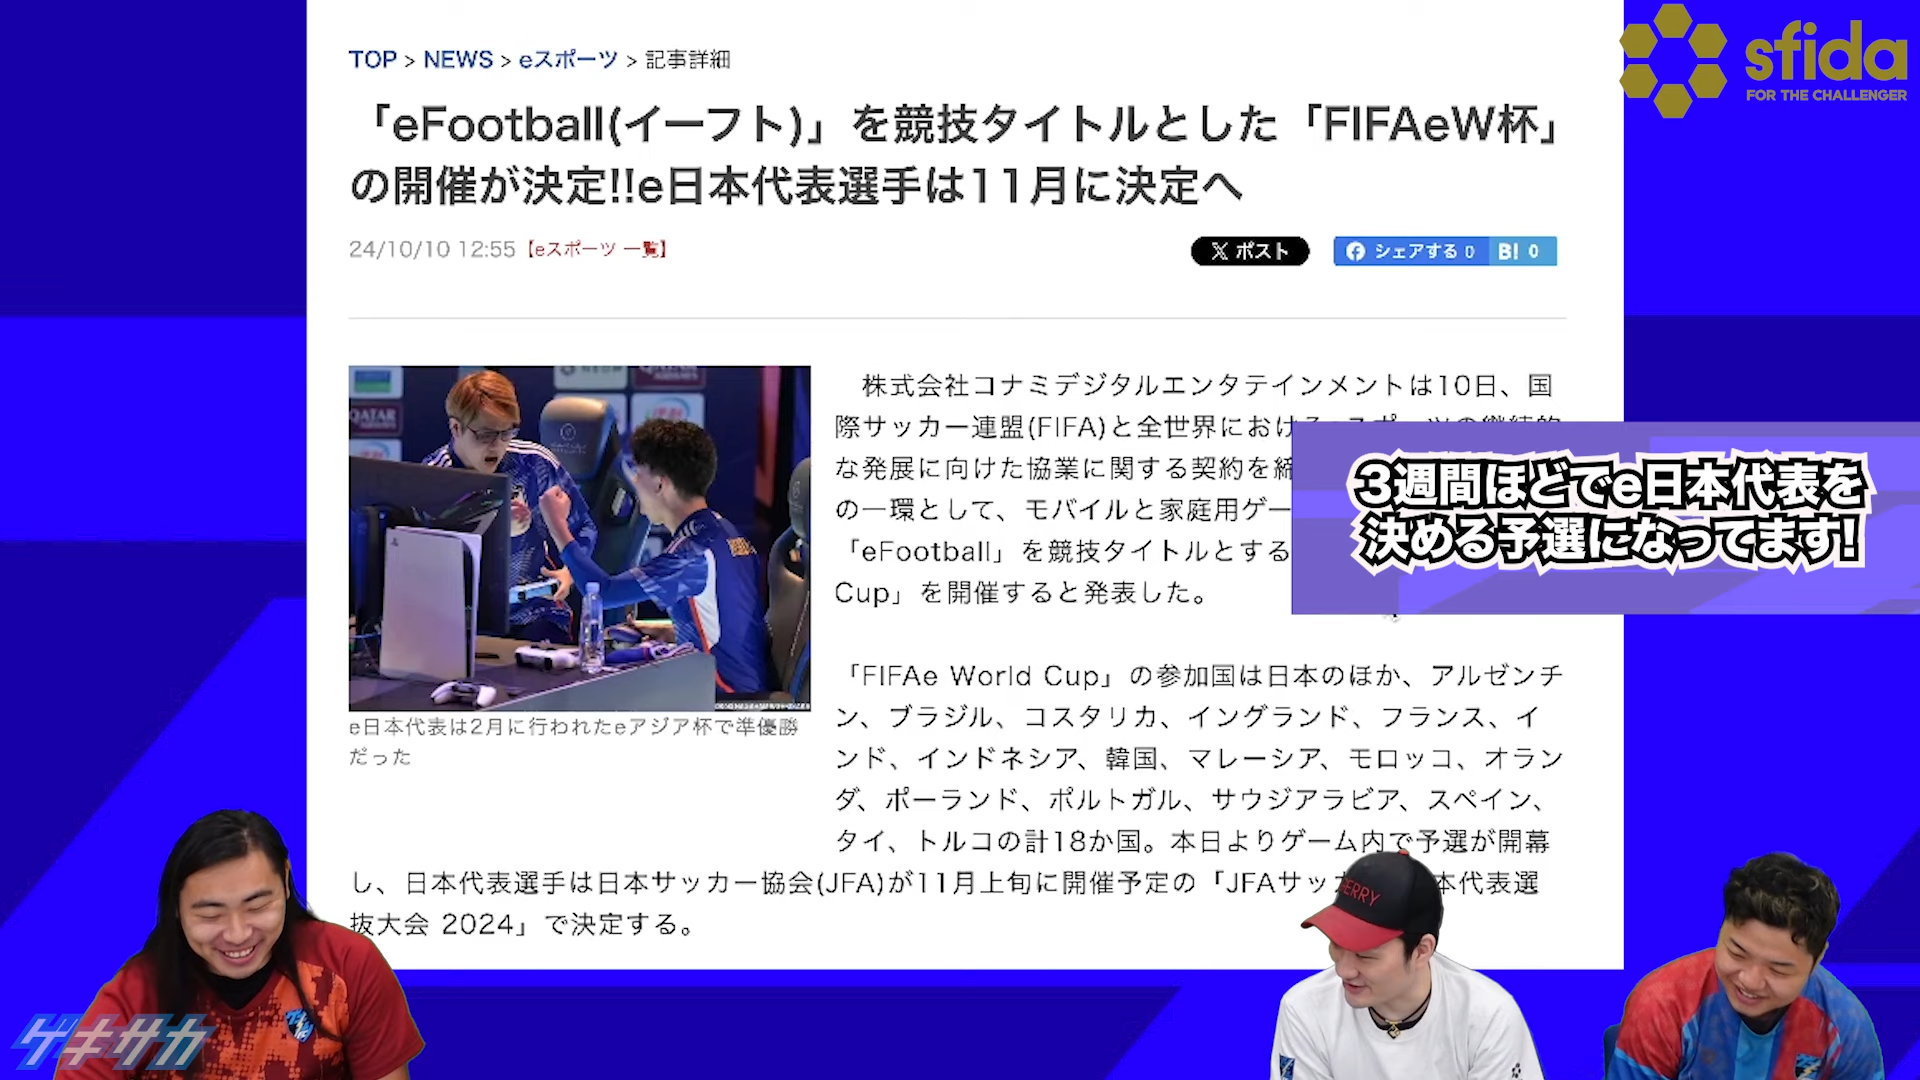 TOP > NEWS > eスポーツ > 記事詳細
sfida
FOR THE CHALLENGER
「eFootball(イーフト)」を競技タイトルとした「FIFAeW杯」
の開催が決定!!e日本代表選手は11月に決定へ
24/10/10 12:55【eスポーツ 一覧】
ポスト
シェアする 0
B! 0
株式会社コナミデジタルエンタテインメントは10日、国
際サッカー連盟(FIFA)と全世界におけ
な発展に向けた協業に関する契約を締
の一環として、モバイルと家庭用ゲー
「eFootball」を競技タイトルとする
Cup」を開催すると発表した。
3週間ほどでe日本代表を
決める予選になってます!
QATAR
e日本代表は2月に行われたeアジア杯で準優勝
だった
「FIFAe World Cup」の参加国は日本のほか、アルゼンチ
ン、ブラジル、コスタリカ、イングランド、フランス、イ
ンド、インドネシア、韓国、マレーシア、モロッコ、オラン
ダ、ポーランド、ポルトガル、サウジアラビア、スペイン、
タイ、トルコの計18か国。本日よりゲーム内で予選が開幕
し、日本代表選手は日本サッカー協会(JFA)が11月上旬に開催予定の「JFAサッ
本代表選
抜大会 2024」で決定する。
ERRY
ゲキサカ